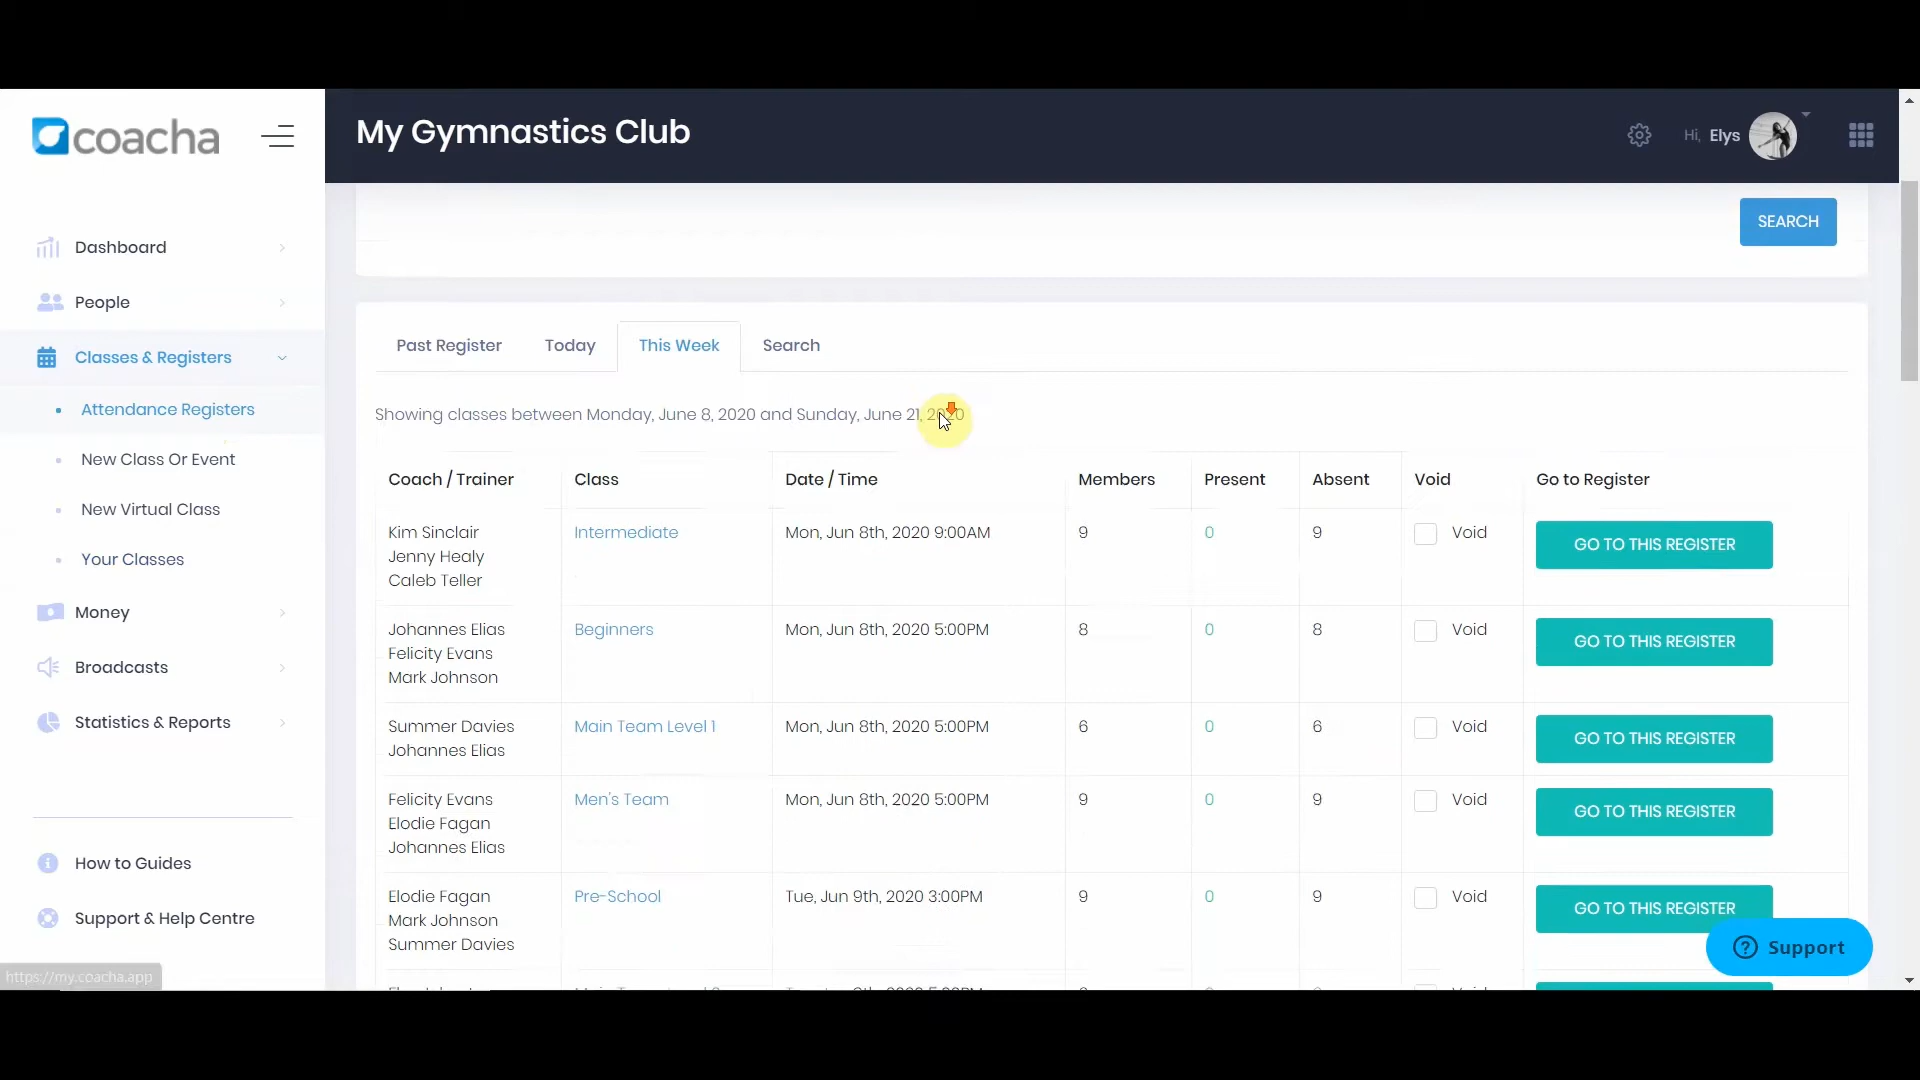 coacha
My Gymnastics Club
Hi, Elys
Dashboard
People
Classes & Registers
Attendance Registers
New Class Or Event
New Virtual Class
Your Classes
Money
Broadcasts
Statistics & Reports
How to Guides
Support & Help Centre
https://my.coacha.app
SEARCH
Past Register Today This Week Search
Showing classes between Monday, June 8, 2020 and Sunday, June 21, 2020
Coach / Trainer Class Date / Time Members Present Absent Void Go to Register
Kim Sinclair Intermediate Mon, Jun 8th, 2020 9:00AM 9 0 9 Void GO TO THIS REGISTER
Jenny Healy
Caleb Teller
Johannes Elias Beginners Mon, Jun 8th, 2020 5:00PM 8 0 8 Void GO TO THIS REGISTER
Felicity Evans
Mark Johnson
Summer Davies Main Team Level 1 Mon, Jun 8th, 2020 5:00PM 6 0 6 Void GO TO THIS REGISTER
Johannes Elias
Felicity Evans Men's Team Mon, Jun 8th, 2020 5:00PM 9 0 9 Void GO TO THIS REGISTER
Elodie Fagan
Johannes Elias
Elodie Fagan Pre-School Tue, Jun 9th, 2020 3:00PM 9 0 9 Void GO TO THIS REGISTER
Mark Johnson
Summer Davies
Support